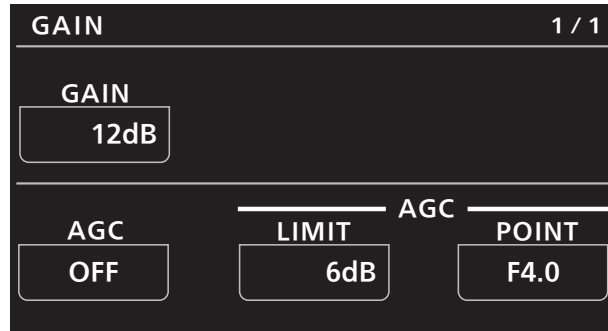 GAIN 1 / 1
GAIN
12dB
AGC
AGC LIMIT POINT
OFF 6dB F4.0